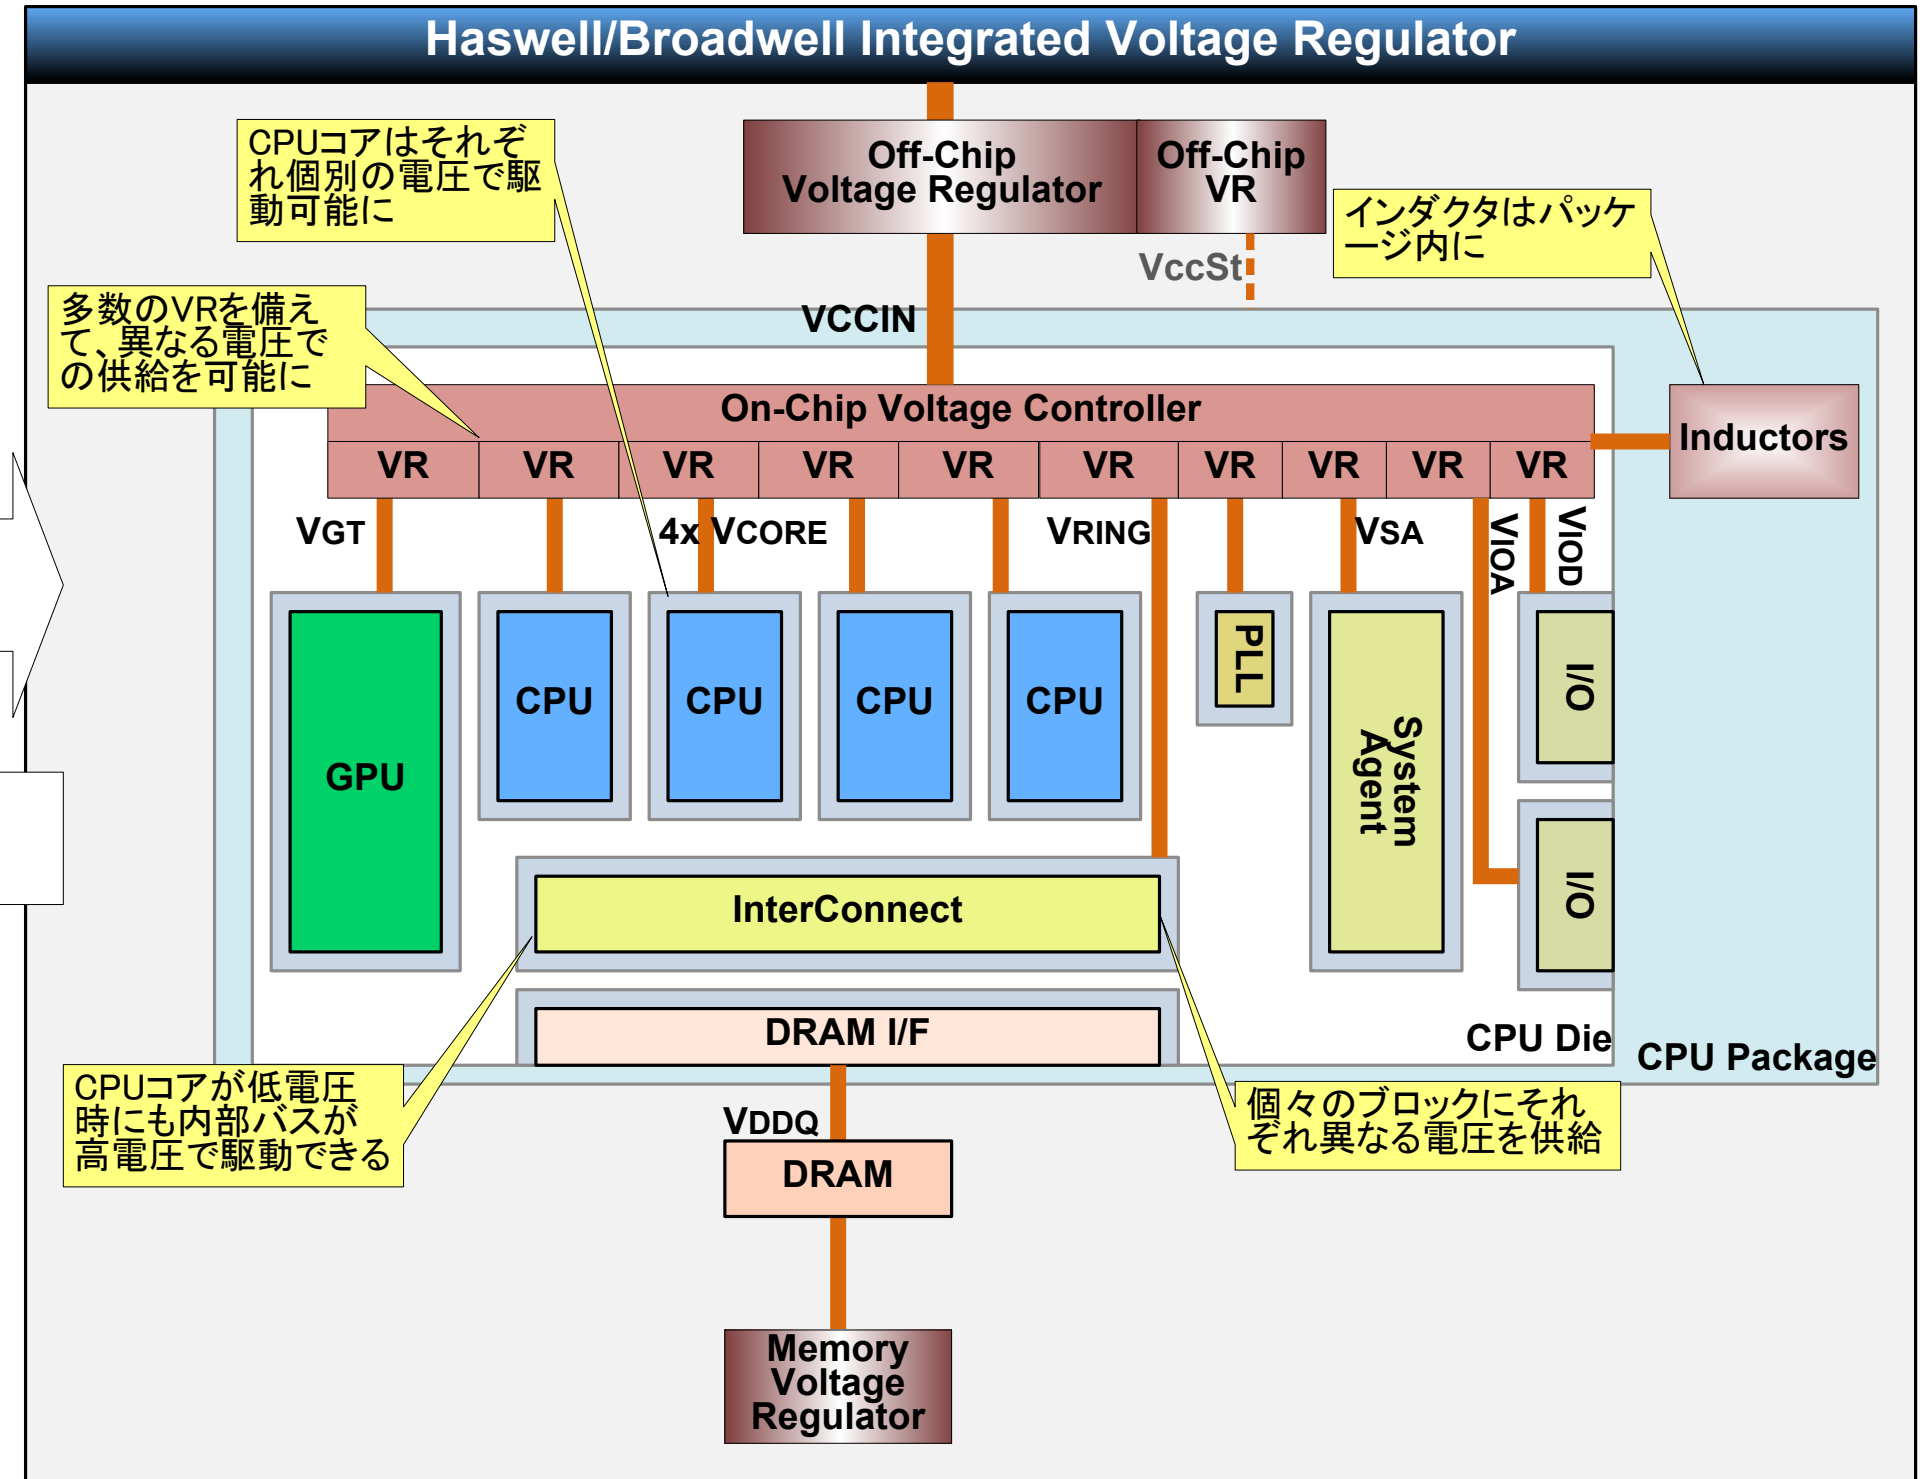 Haswell/Broadwell Integrated Voltage Regulator
CPUコアはそれぞ
れ個別の電圧で駆
動可能に
Off-Chip
Voltage Regulator
Off-Chip
VR
インダクタはパッケ
ージ内に
VccSt
多数のVRを備え
て、異なる電圧で
の供給を可能に
VCCIN
On-Chip Voltage Controller
Inductors
VR VR VR VR VR VR VR VR VR VR
VGT
4x VCORE
VRING
VSA
VIOA
VIOD
GPU
CPU
CPU
CPU
CPU
PLL
System
Agent
I/O
I/O
InterConnect
DRAM I/F
CPU Die
CPU Package
CPUコアが低電圧
時にも内部バスが
高電圧で駆動できる
個々のブロックにそれ
ぞれ異なる電圧を供給
VDDQ
DRAM
Memory
Voltage
Regulator